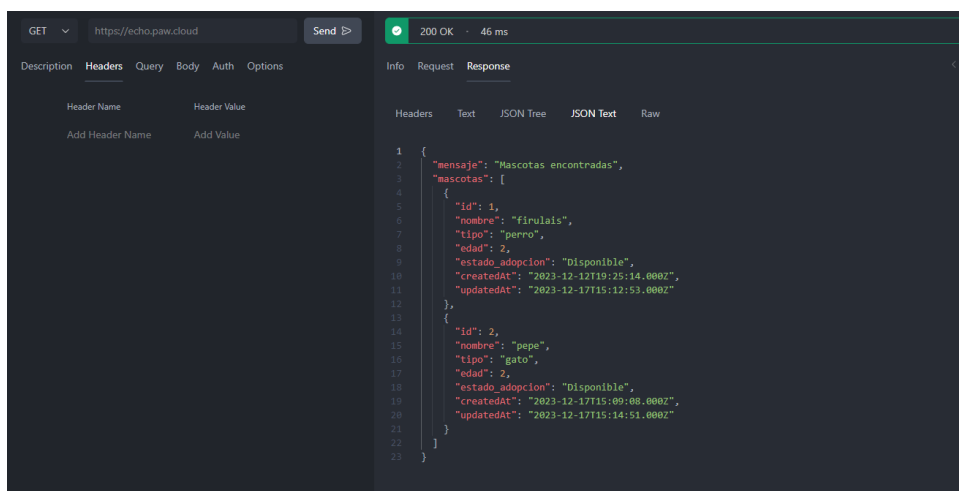 GET https://echo.paw.cloud Send
200 OK · 46 ms
Description Headers Query Body Auth Options
Info Request Response
Header Name Header Value
Add Header Name Add Value
Headers Text JSON Tree JSON Text Raw
1 {
2 "mensaje": "Mascotas encontradas",
3 "mascotas": [
4 {
5 "id": 1,
6 "nombre": "firulais",
7 "tipo": "perro",
8 "edad": 2,
9 "estado_adopcion": "Disponible",
10 "createdAt": "2023-12-12T19:25:14.000Z",
11 "updatedAt": "2023-12-17T15:12:53.000Z"
12 },
13 {
14 "id": 2,
15 "nombre": "pepe",
16 "tipo": "gato",
17 "edad": 2,
18 "estado_adopcion": "Disponible",
19 "createdAt": "2023-12-17T15:09:08.000Z",
20 "updatedAt": "2023-12-17T15:14:51.000Z"
21 }
22 ]
23 }